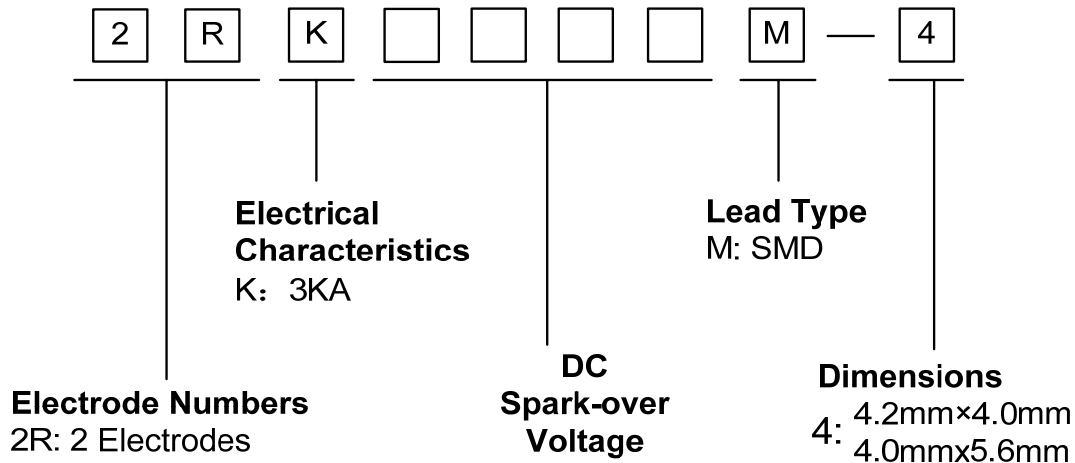 2 R K M — 4
Electrical
Characteristics
K：3KA
Lead Type
M: SMD
DC
Spark-over
Voltage
Electrode Numbers
2R: 2 Electrodes
Dimensions
4: 4.2mm×4.0mm
4.0mmx5.6mm